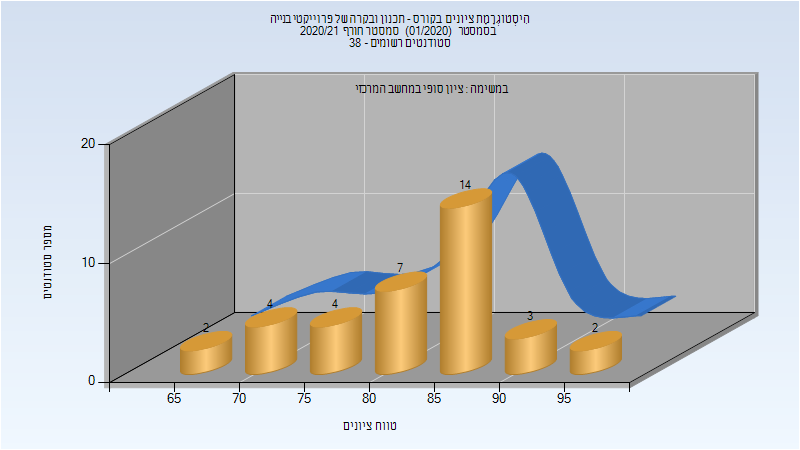 היסטוגרמת ציונים בקורס - תכנון ובקרה של פרוייקטי בנייה
בסמסטר (01/2020) סמסטר חורף 2020/21
סטודנטים רשומים - 38
במשימה : ציון סופי במחשב המרכזי
מספר סטודנטים
20
10
0
2
4
4
7
14
3
2
65
70
75
80
85
90
95
טווח ציונים